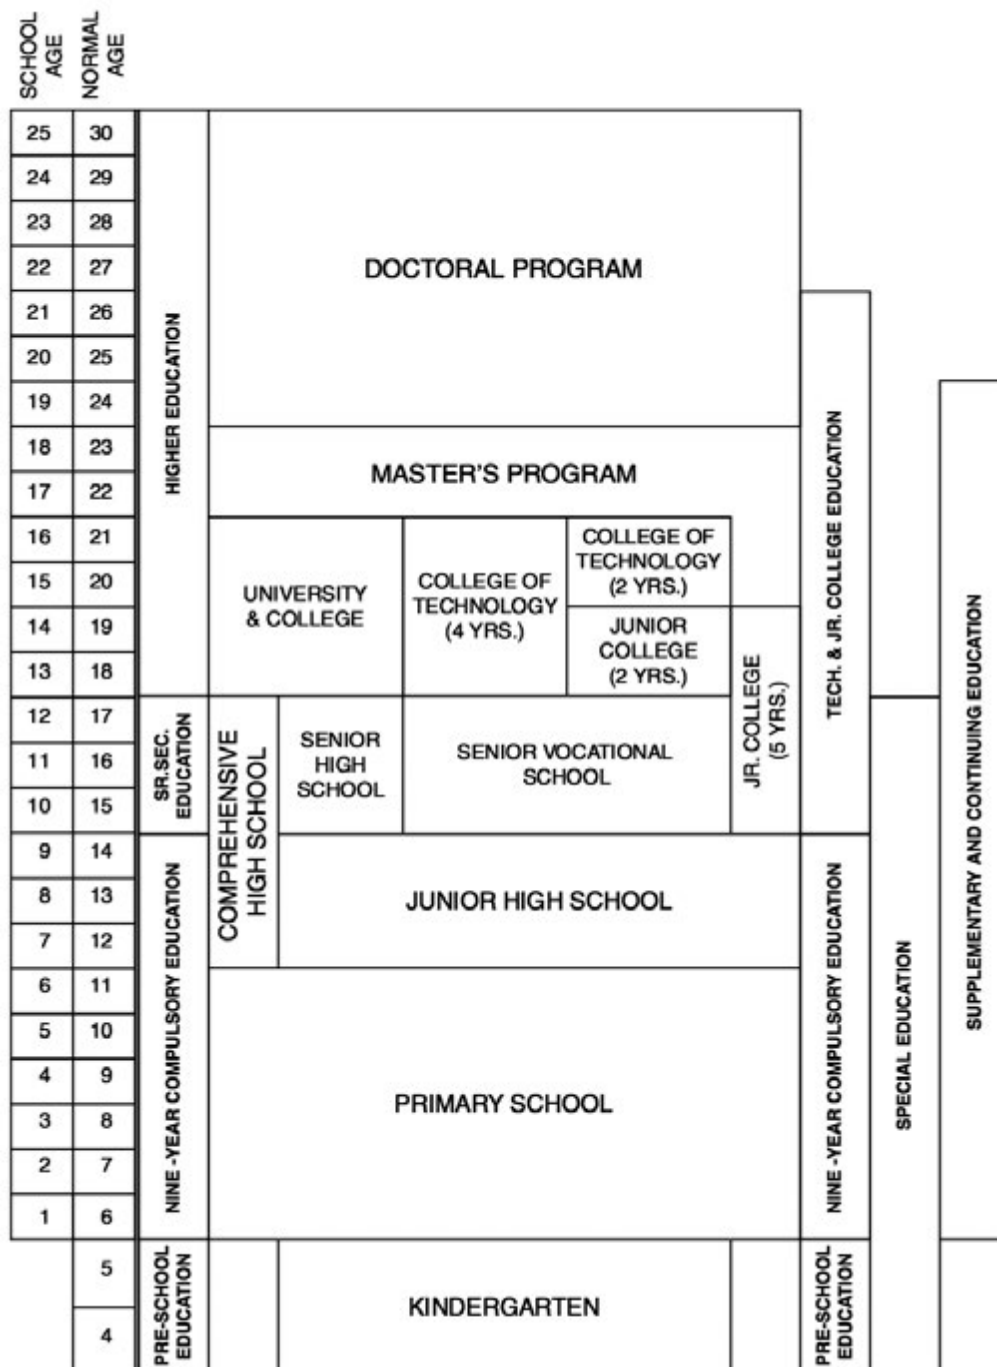 SCHOOL
AGE
NORMAL
AGE
25 30
24 29
23 28
22 27
21 26
20 25
19 24
18 23
17 22
16 21
15 20
14 19
13 18
12 17
11 16
10 15
9 14
8 13
7 12
6 11
5 10
4 9
3 8
2 7
1 6
5
4
HIGHER EDUCATION
SR.SEC.
EDUCATION
NINE -YEAR COMPULSORY EDUCATION
PRE-SCHOOL
EDUCATION
DOCTORAL PROGRAM
MASTER'S PROGRAM
UNIVERSITY
& COLLEGE
COLLEGE OF
TECHNOLOGY
(4 YRS.)
COLLEGE OF
TECHNOLOGY
(2 YRS.)
JUNIOR
COLLEGE
(2 YRS.)
JR. COLLEGE
(5 YRS.)
COMPREHENSIVE
HIGH SCHOOL
SENIOR
HIGH
SCHOOL
SENIOR VOCATIONAL
SCHOOL
JUNIOR HIGH SCHOOL
PRIMARY SCHOOL
KINDERGARTEN
TECH. & JR. COLLEGE EDUCATION
NINE -YEAR COMPULSORY EDUCATION
PRE-SCHOOL
EDUCATION
SPECIAL EDUCATION
SUPPLEMENTARY AND CONTINUING EDUCATION